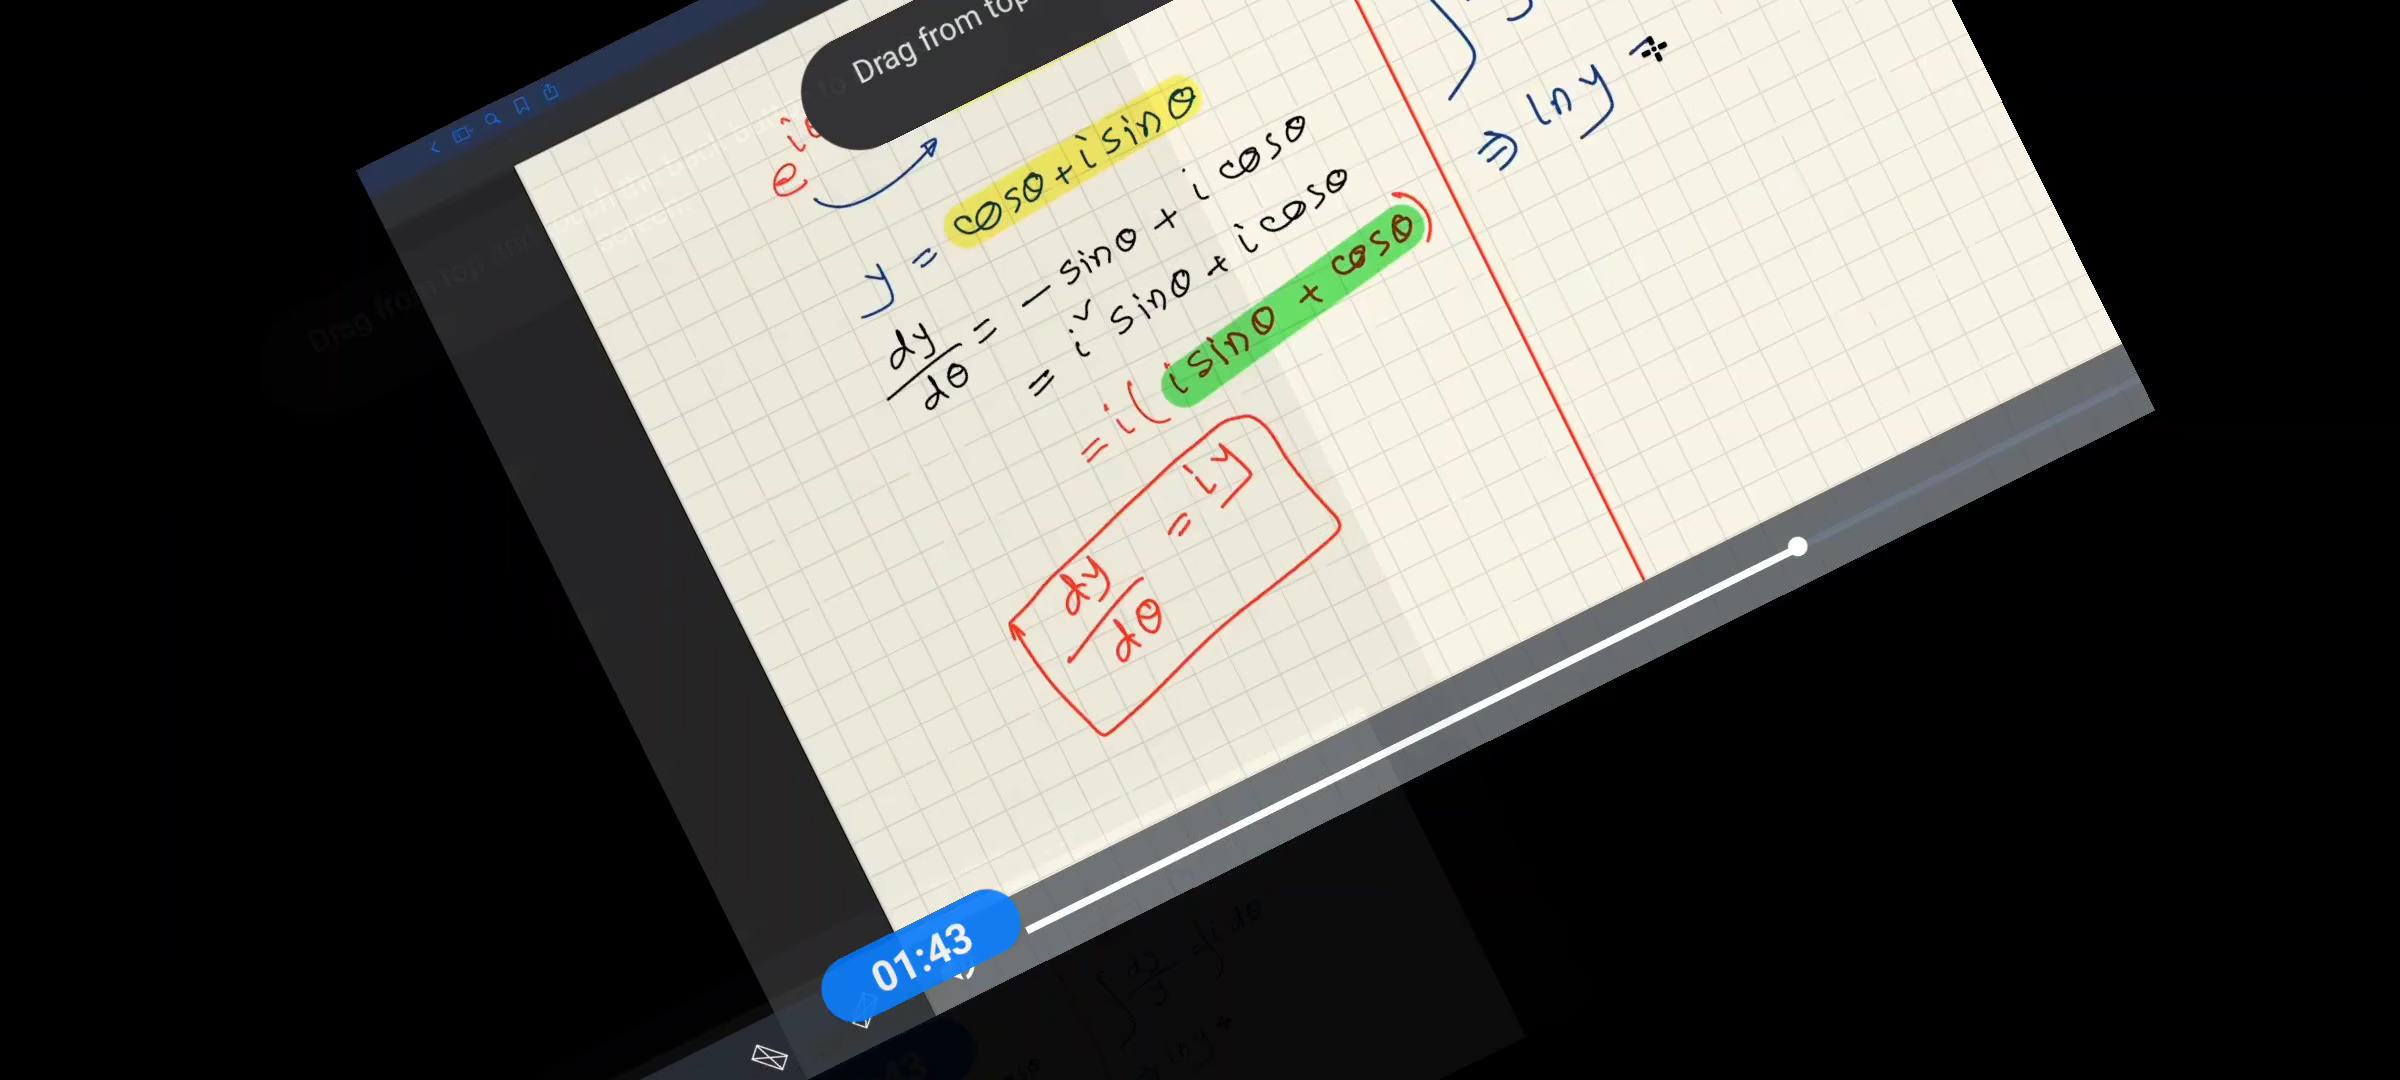 Drag from top
e^i
y = cosθ + i sinθ
dy/dθ = − sinθ + i cosθ
= i² sinθ + i cosθ
= i ( i sinθ + cosθ )
dy/dθ = iy
⇒ ln y
01:43